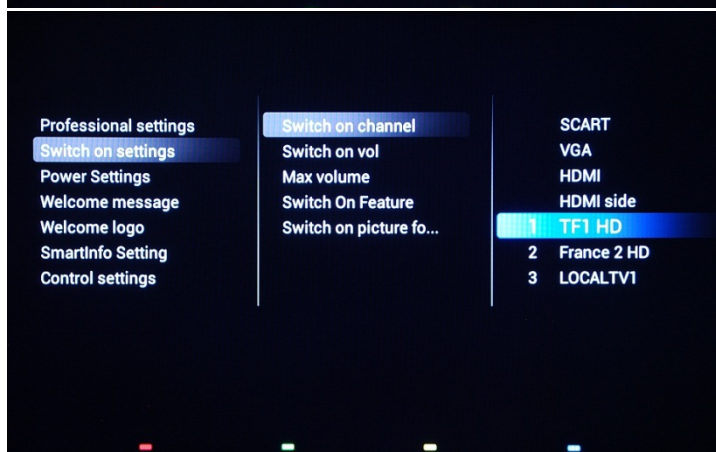 Professional settings
Switch on settings
Power Settings
Welcome message
Welcome logo
SmartInfo Setting
Control settings
Switch on channel
Switch on vol
Max volume
Switch On Feature
Switch on picture fo...
SCART
VGA
HDMI
HDMI side
1 TF1 HD
2 France 2 HD
3 LOCALTV1